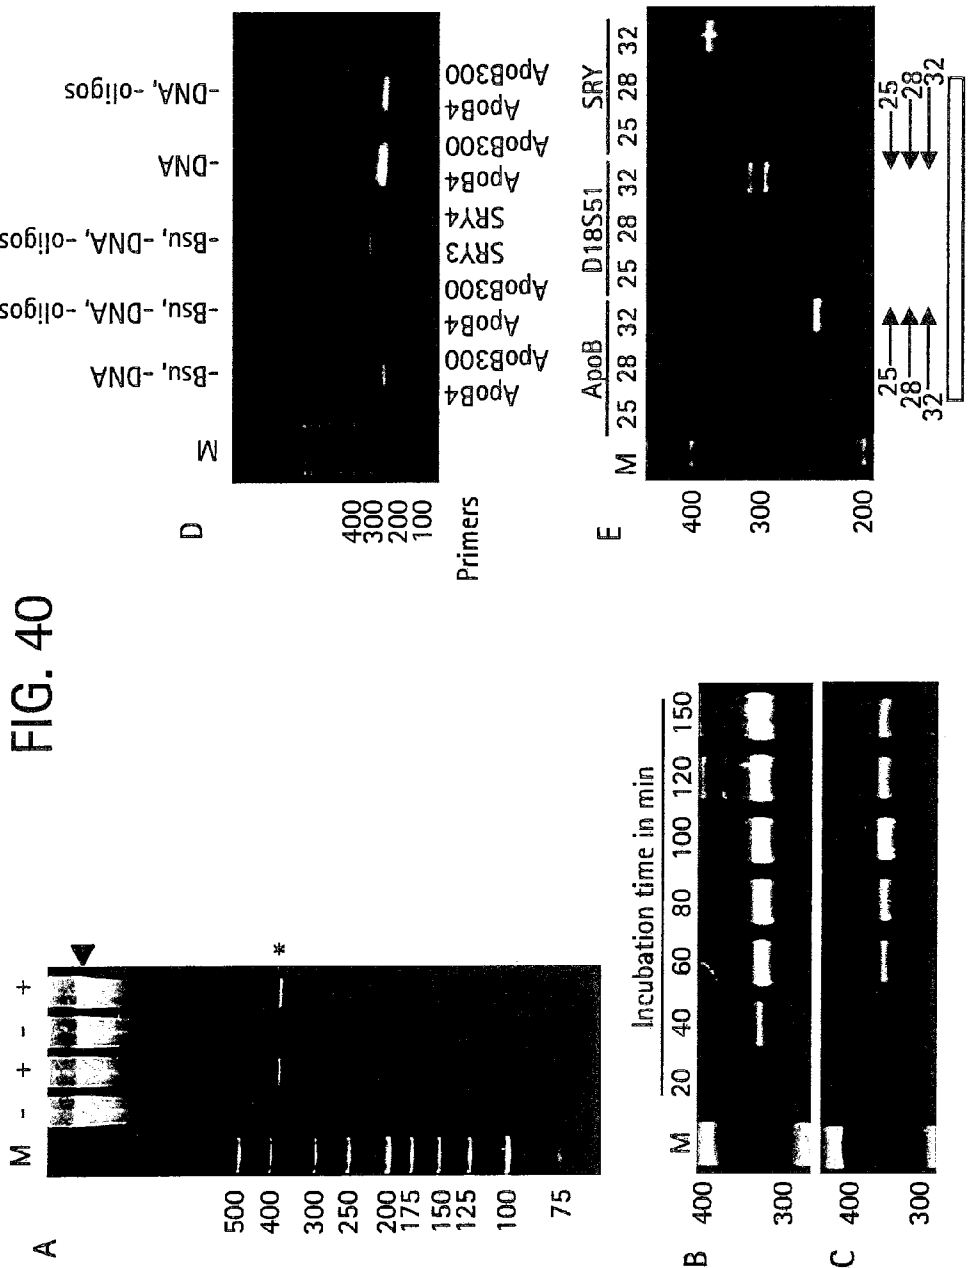 FIG. 40
A
M - + - +
500
400
300
250
200
175
150
125
100
75
*
B
Incubation time in min
M 20 40 60 80 100 120 150
400
300
C
400
300
D
M
-Bsu, -DNA
-Bsu, -DNA, -oligos
-Bsu, -DNA, -oligos
-DNA
-DNA, -oligos
400
300
200
100
Primers
ApoB4
ApoB300
ApoB4
ApoB300
SRY3
SRY4
ApoB4
ApoB300
ApoB4
ApoB300
E
ApoB D18S51 SRY
M 25 28 32 25 28 32 25 28 32
400
300
200
25 25
28 28
32 32